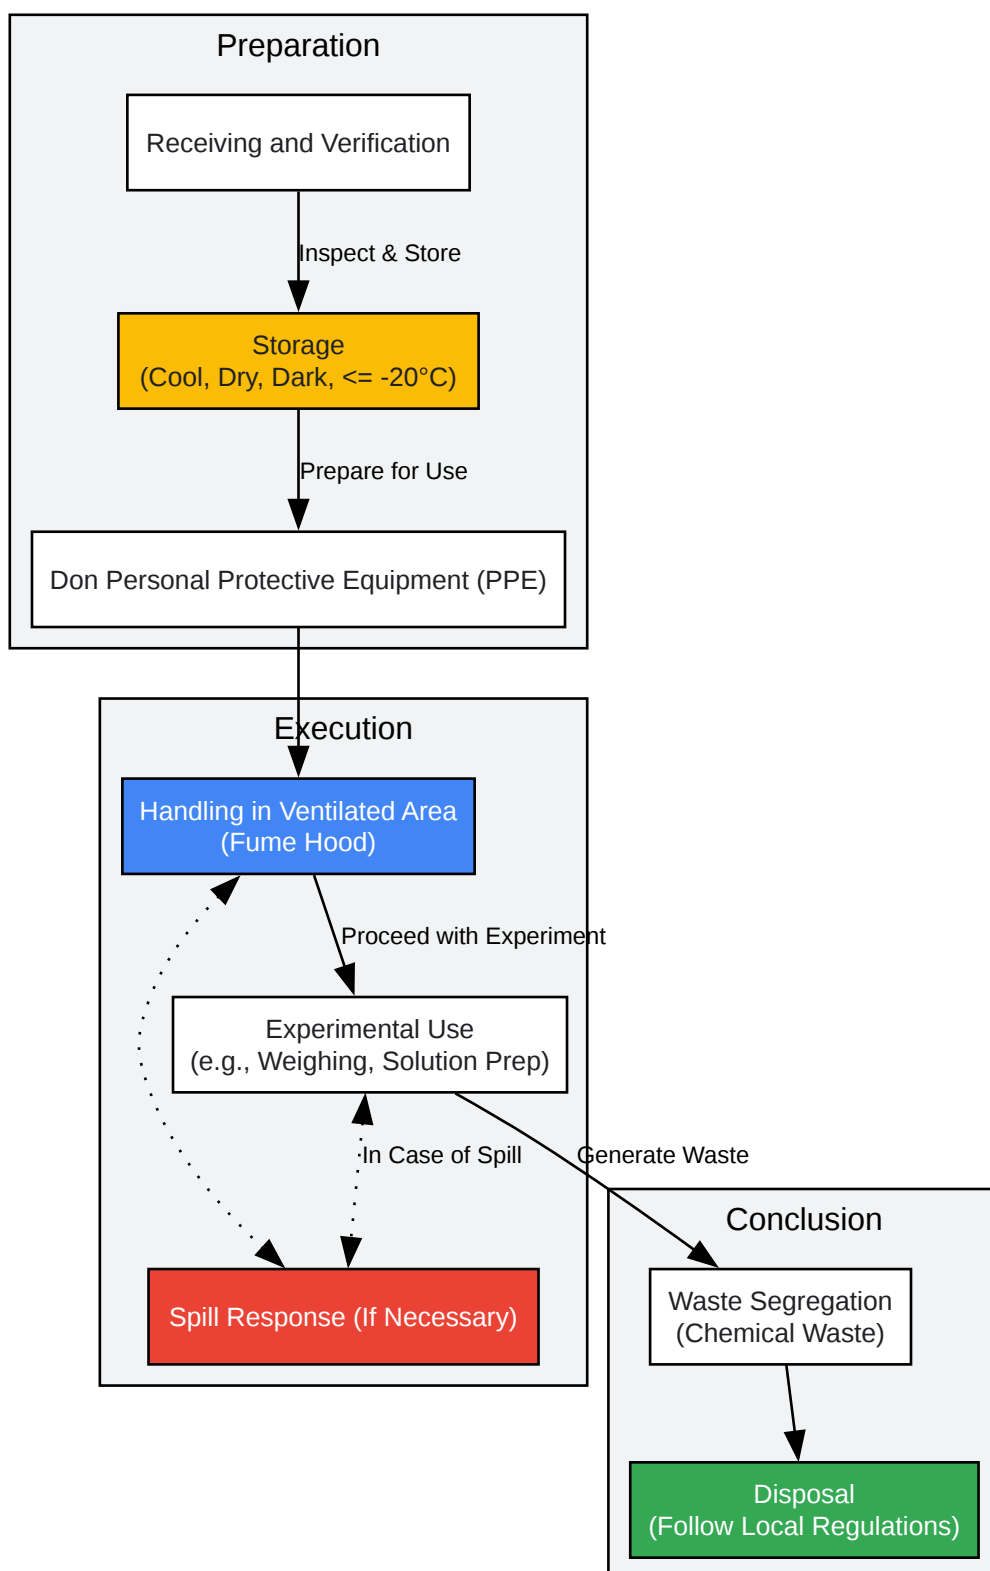 Preparation
Receiving and Verification
Inspect & Store
Storage
(Cool, Dry, Dark, <= -20°C)
Prepare for Use
Don Personal Protective Equipment (PPE)
Execution
Handling in Ventilated Area
(Fume Hood)
Proceed with Experiment
Experimental Use
(e.g., Weighing, Solution Prep)
In Case of Spill
Generate Waste
Spill Response (If Necessary)
Conclusion
Waste Segregation
(Chemical Waste)
Disposal
(Follow Local Regulations)